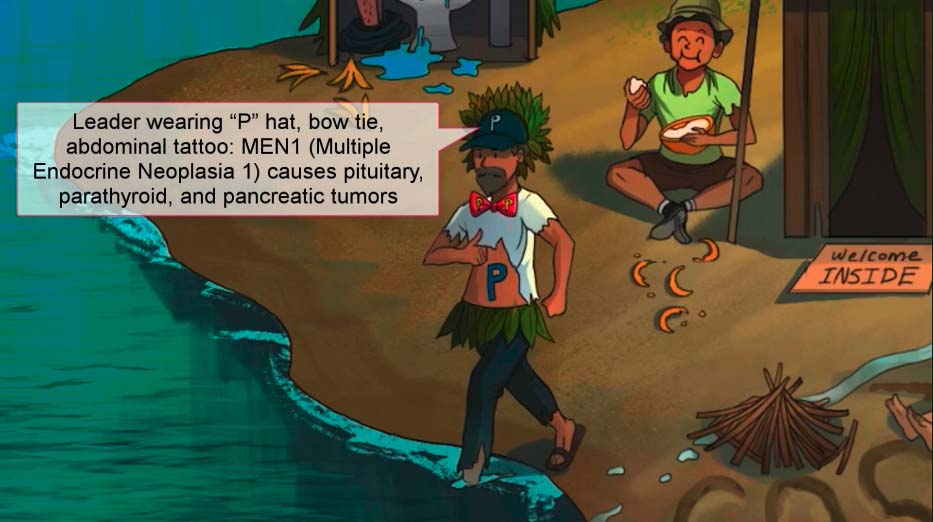 Leader wearing “P” hat, bow tie,
abdominal tattoo: MEN1 (Multiple
Endocrine Neoplasia 1) causes pituitary,
parathyroid, and pancreatic tumors
P
P P
P
Welcome
INSIDE
COS